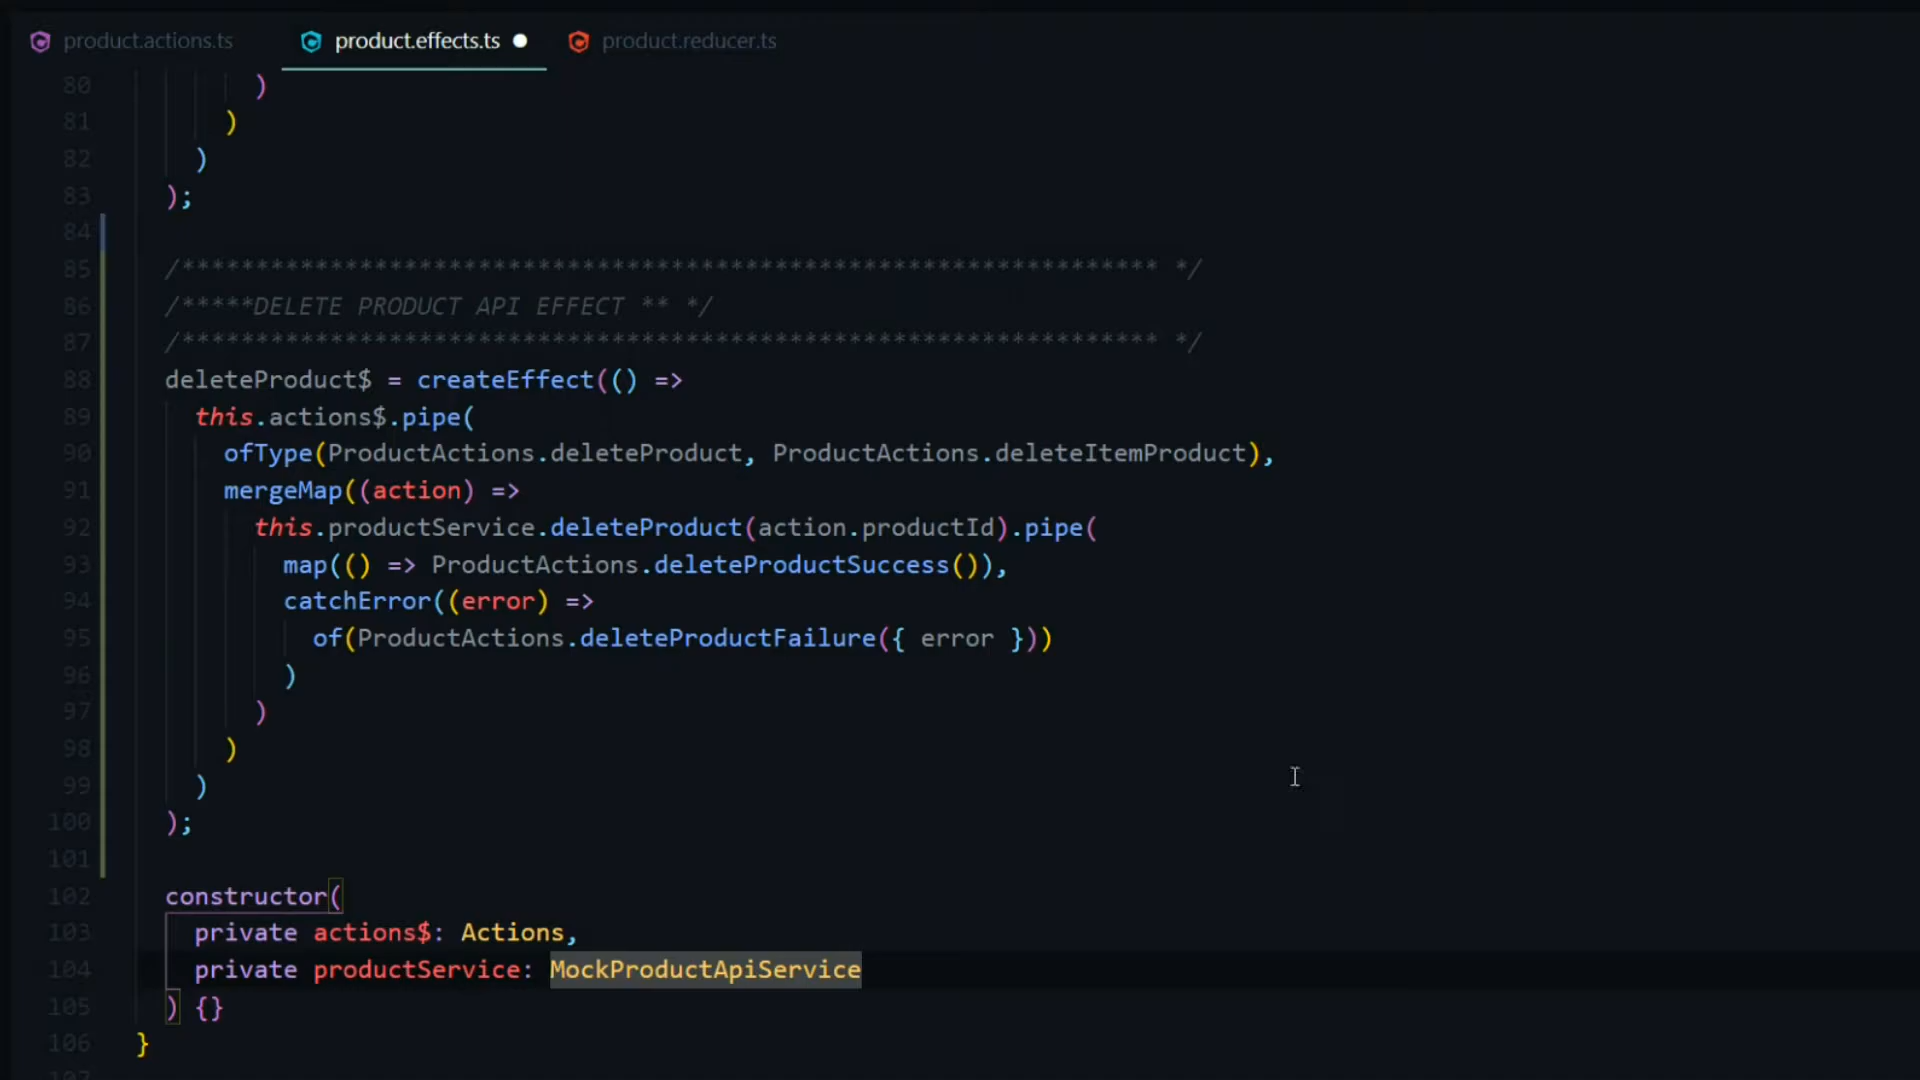 product.actions.ts product.effects.ts product.reducer.ts
80 )
81 )
82 )
83 );
84
85 /****************************************************************** */
86 /*****DELETE PRODUCT API EFFECT ** */
87 /****************************************************************** */
88 deleteProduct$ = createEffect(() =>
89 this.actions$.pipe(
90 ofType(ProductActions.deleteProduct, ProductActions.deleteItemProduct),
91 mergeMap((action) =>
92 this.productService.deleteProduct(action.productId).pipe(
93 map(() => ProductActions.deleteProductSuccess()),
94 catchError((error) =>
95 of(ProductActions.deleteProductFailure({ error }))
96 )
97 )
98 )
99 )
100 );
101
102 constructor(
103 private actions$: Actions,
104 private productService: MockProductApiService
105 ) {}
106 }
107